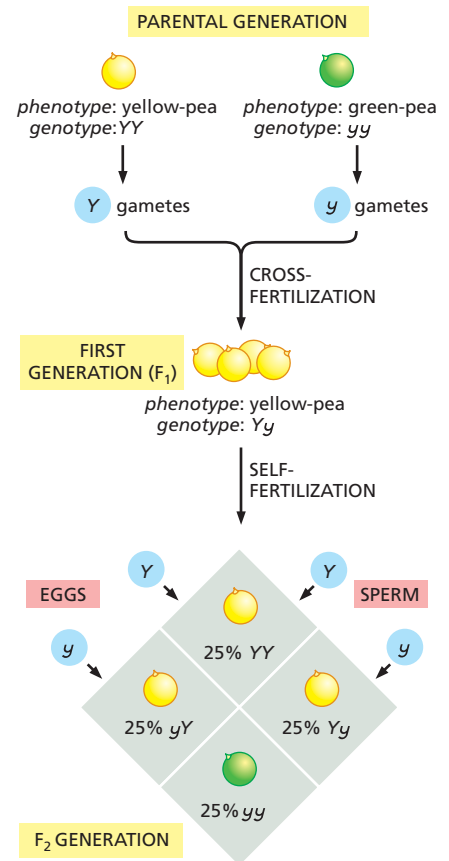 PARENTAL GENERATION
phenotype: yellow-pea
genotype:YY
phenotype: green-pea
genotype: yy
Y gametes
y gametes
CROSS-
FERTILIZATION
FIRST
GENERATION (F₁)
phenotype: yellow-pea
genotype: Yy
SELF-
FERTILIZATION
Y
Y
EGGS
SPERM
y
y
25% YY
25% yY
25% Yy
25% yy
F₂ GENERATION